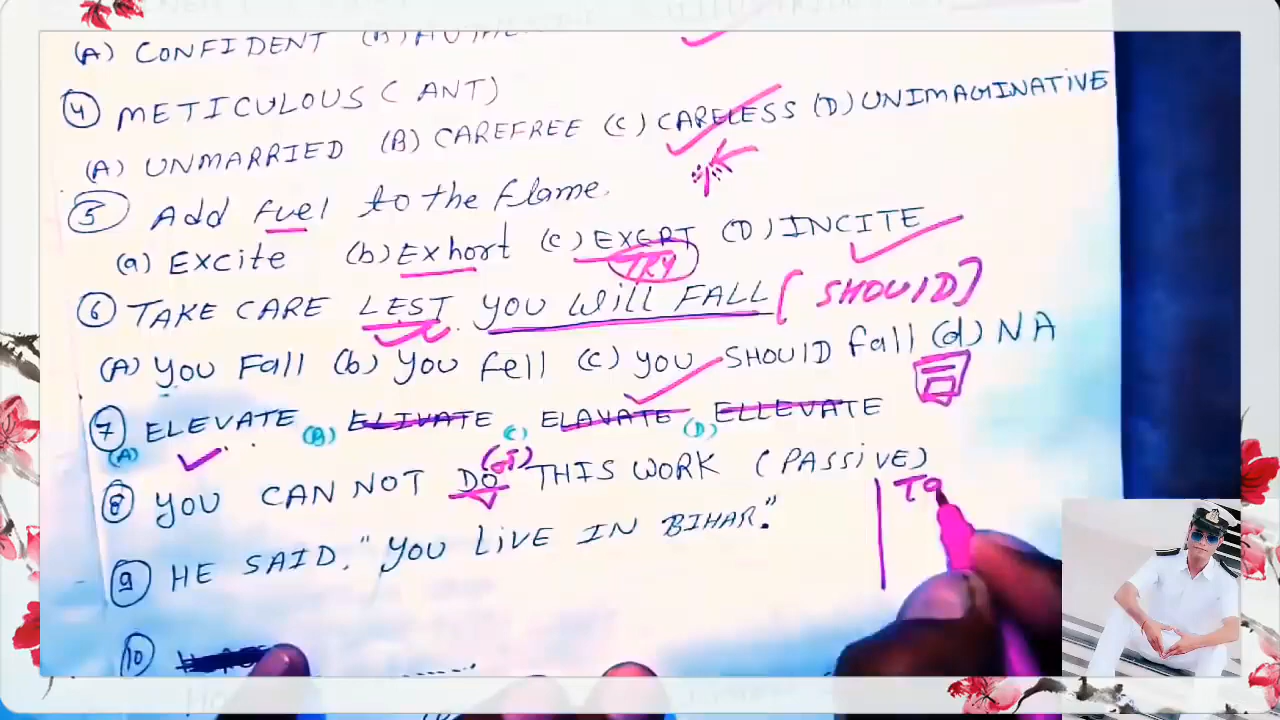 (A) CONFIDENT (B)
④ METICULOUS (ANT)
(A) UNMARRIED (B) CAREFREE (C) CARELESS (D) UNIMAGINATIVE
⑤ Add fuel to the flame.
(a) Excite (b) Exhort (c) EXERT (D) INCITE
TRY
⑥ TAKE CARE LEST YOU Will FALL [SHOULD]
(A) You Fall (b) You fell (c) you SHOUlD fall (d) NA
⑦ ELEVATE ELIVATE ELAVATE ELLEVATE
(A) (B) (C) (D)
⑧ YOU CAN NOT DO THIS WORK (PASSiVE)
⑨ HE SAID, "YOU LiVE IN BIHAR."
⑩